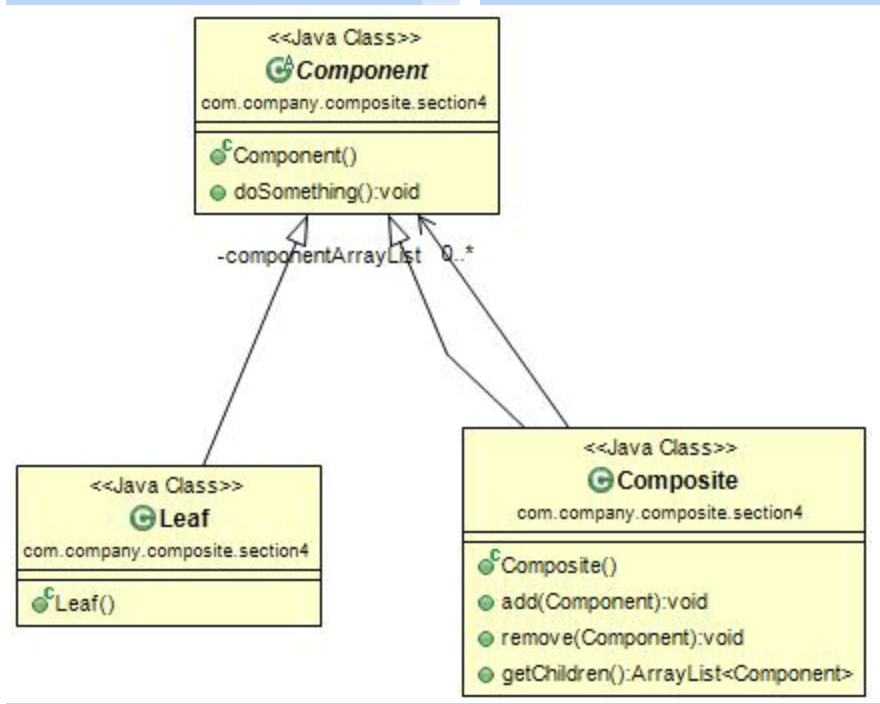 <<Java Class>>
Component
com.company.composite.section4
Component()
doSomething():void
-componentArrayList 0..*
<<Java Class>>
Leaf
com.company.composite.section4
Leaf()
<<Java Class>>
Composite
com.company.composite.section4
Composite()
add(Component):void
remove(Component):void
getChildren():ArrayList<Component>